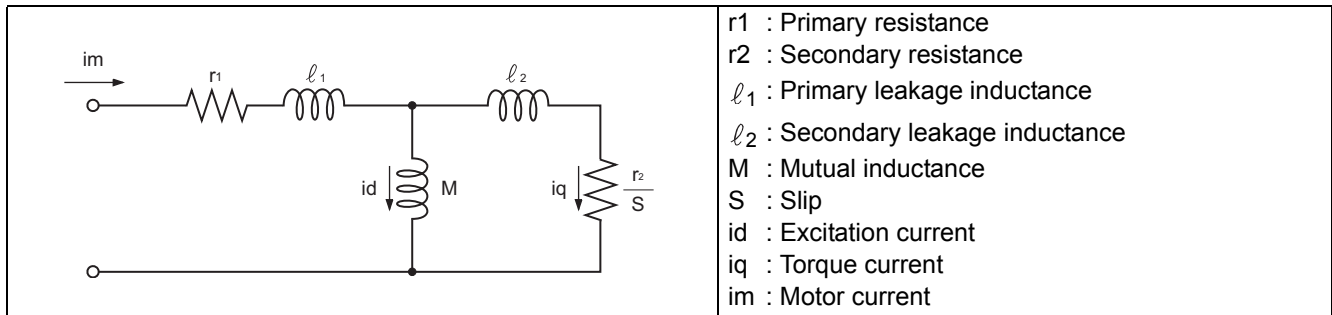 im
r1
ℓ1
ℓ2
id
M
iq
r2
S
r1 : Primary resistance
r2 : Secondary resistance
ℓ1 : Primary leakage inductance
ℓ2 : Secondary leakage inductance
M : Mutual inductance
S : Slip
id : Excitation current
iq : Torque current
im : Motor current